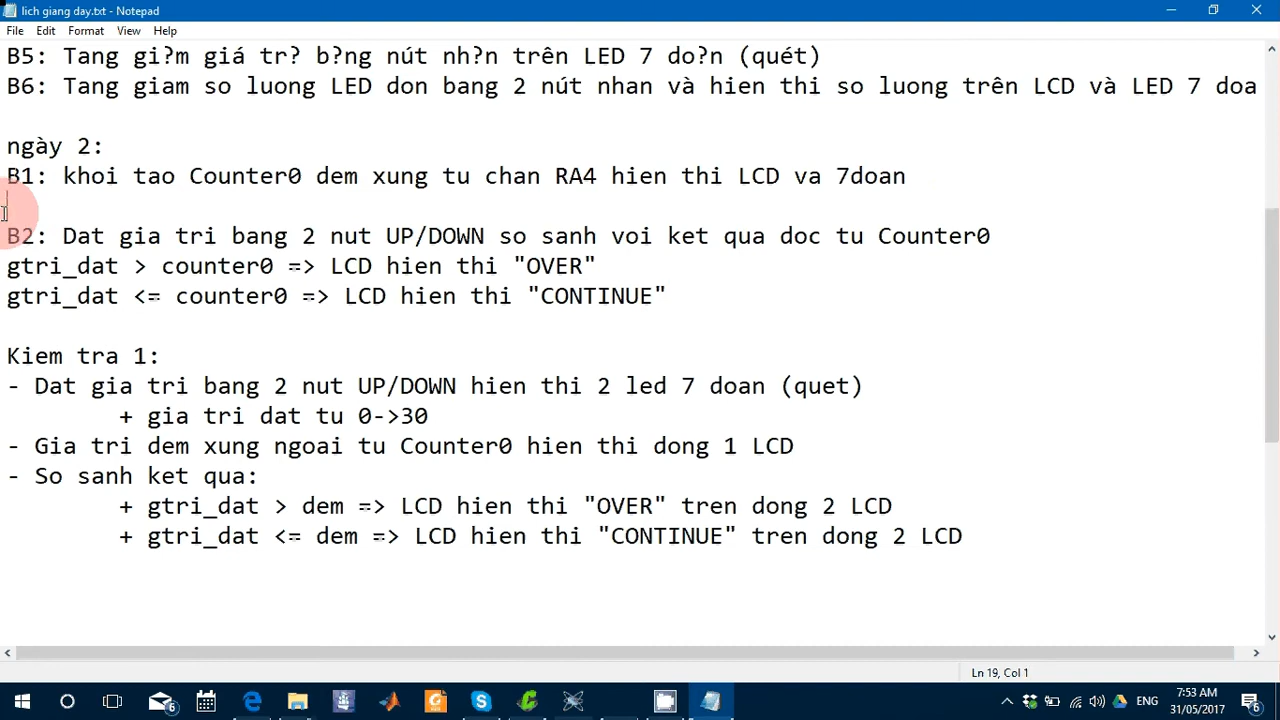 lich giang day.txt - Notepad
File Edit Format View Help
B5: Tang gi?m giá tr? b?ng nút nh?n trên LED 7 do?n (quét)
B6: Tang giam so luong LED don bang 2 nút nhan và hien thi so luong trên LCD và LED 7 doa
ngày 2:
B1: khoi tao Counter0 dem xung tu chan RA4 hien thi LCD va 7doan
B2: Dat gia tri bang 2 nut UP/DOWN so sanh voi ket qua doc tu Counter0
gtri_dat > counter0 => LCD hien thi "OVER"
gtri_dat <= counter0 => LCD hien thi "CONTINUE"
Kiem tra 1:
- Dat gia tri bang 2 nut UP/DOWN hien thi 2 led 7 doan (quet)
+ gia tri dat tu 0->30
- Gia tri dem xung ngoai tu Counter0 hien thi dong 1 LCD
- So sanh ket qua:
+ gtri_dat > dem => LCD hien thi "OVER" tren dong 2 LCD
+ gtri_dat <= dem => LCD hien thi "CONTINUE" tren dong 2 LCD
Ln 19, Col 1
6
ENG
7:53 AM
31/05/2017
6